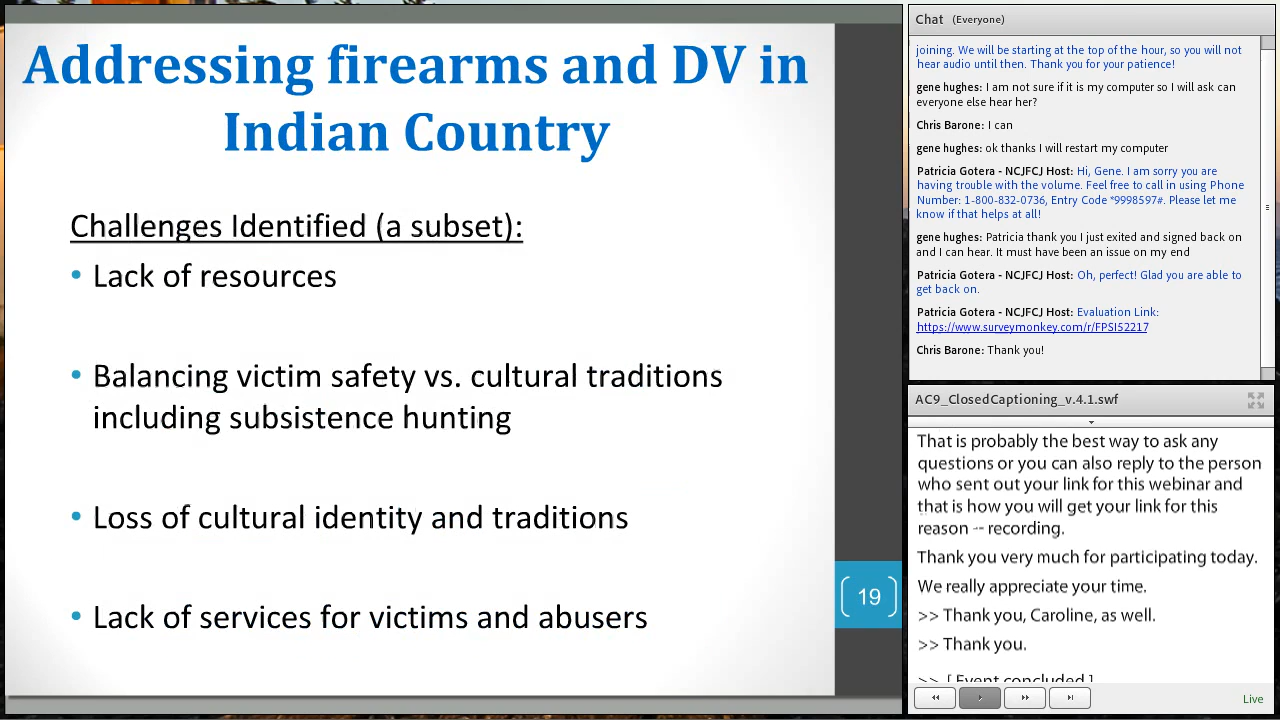 Addressing firearms and DV in
Indian Country
Challenges Identified (a subset):
• Lack of resources
• Balancing victim safety vs. cultural traditions
including subsistence hunting
• Loss of cultural identity and traditions
• Lack of services for victims and abusers
19
Chat (Everyone)
joining. We will be starting at the top of the hour, so you will not
hear audio until then. Thank you for your patience!
gene hughes: I am not sure if it is my computer so I will ask can
everyone else hear her?
Chris Barone: I can
gene hughes: ok thanks I will restart my computer
Patricia Gotera - NCJFCJ Host: Hi, Gene. I am sorry you are
having trouble with the volume. Feel free to call in using Phone
Number: 1-800-832-0736, Entry Code *9998597#. Please let me
know if that helps at all!
gene hughes: Patricia thank you I just exited and signed back on
and I can hear. It must have been an issue on my end
Patricia Gotera - NCJFCJ Host: Oh, perfect! Glad you are able to
get back on.
Patricia Gotera - NCJFCJ Host: Evaluation Link:
https://www.surveymonkey.com/r/FPSI52217
Chris Barone: Thank you!
AC9_ClosedCaptioning_v.4.1.swf
That is probably the best way to ask any
questions or you can also reply to the person
who sent out your link for this webinar and
that is how you will get your link for this
reason -- recording.
Thank you very much for participating today.
We really appreciate your time.
>> Thank you, Caroline, as well.
>> Thank you.
>> [ Event concluded ]
Live